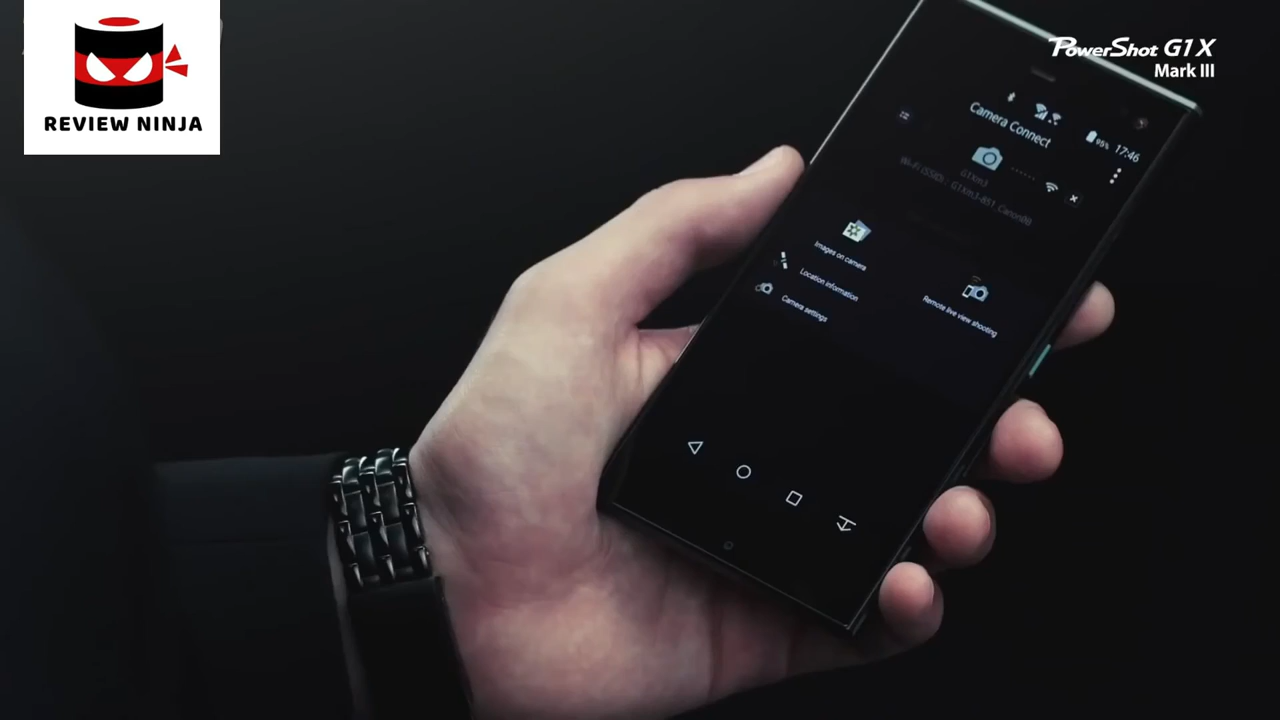 REVIEW NINJA
PowerShot G1 X
Mark III
95% 17:46
Camera Connect
G1Xm3
Images on camera
Location information
Camera settings
Remote live view shooting